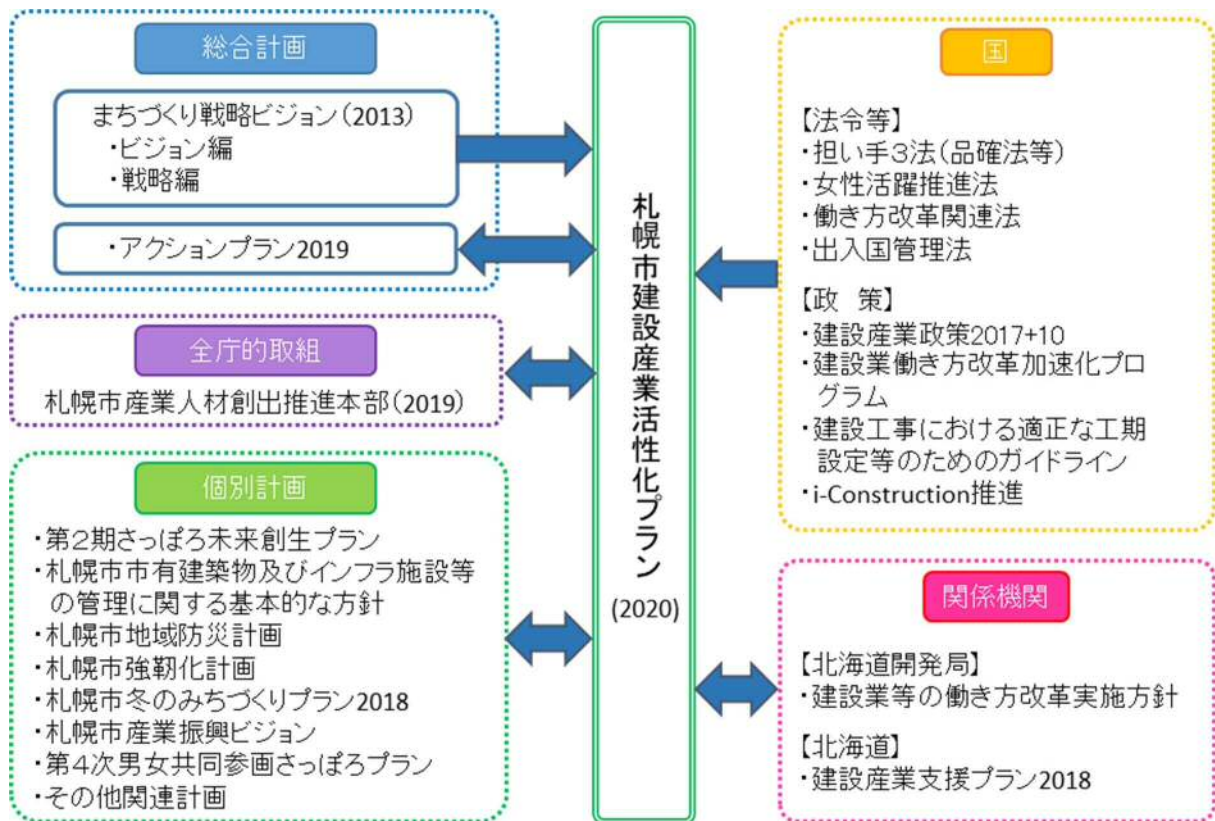 総合計画
まちづくり戦略ビジョン（2013）
・ビジョン編
・戦略編
・アクションプラン2019
全庁的取組
札幌市産業人材創出推進本部（2019）
個別計画
・第２期さっぽろ未来創生プラン
・札幌市市有建築物及びインフラ施設等
の管理に関する基本的な方針
・札幌市地域防災計画
・札幌市強靭化計画
・札幌市冬のみちづくりプラン2018
・札幌市産業振興ビジョン
・第４次男女共同参画さっぽろプラン
・その他関連計画
札幌市建設産業活性化プラン
(2020)
国
【法令等】
・担い手３法（品確法等）
・女性活躍推進法
・働き方改革関連法
・出入国管理法
【政　策】
・建設産業政策2017+10
・建設業働き方改革加速化プロ
グラム
・建設工事における適正な工期
設定等のためのガイドライン
・i-Construction推進
関係機関
【北海道開発局】
・建設業等の働き方改革実施方針
【北海道】
・建設産業支援プラン2018